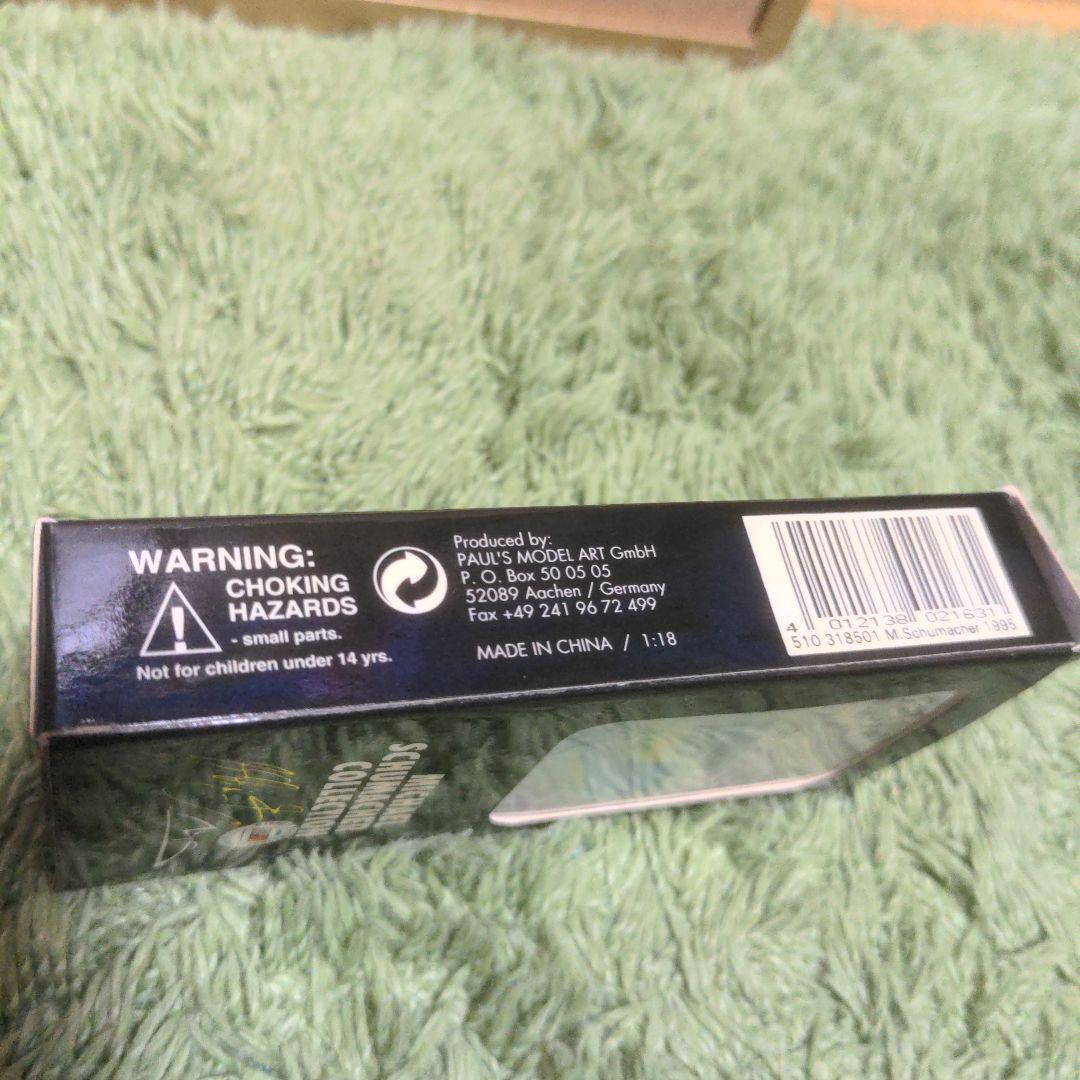 WARNING:
CHOKING
HAZARDS
- small parts.
Not for children under 14 yrs.
Produced by:
PAUL'S MODEL ART GmbH
P. O. Box 50 05 05
52089 Aachen / Germany
Fax +49 241 96 72 499
MADE IN CHINA / 1:18
4 012138 021631
510 318501 M.Schumacher 1995
MICHAEL
SCHUMACHER
COLLECTION